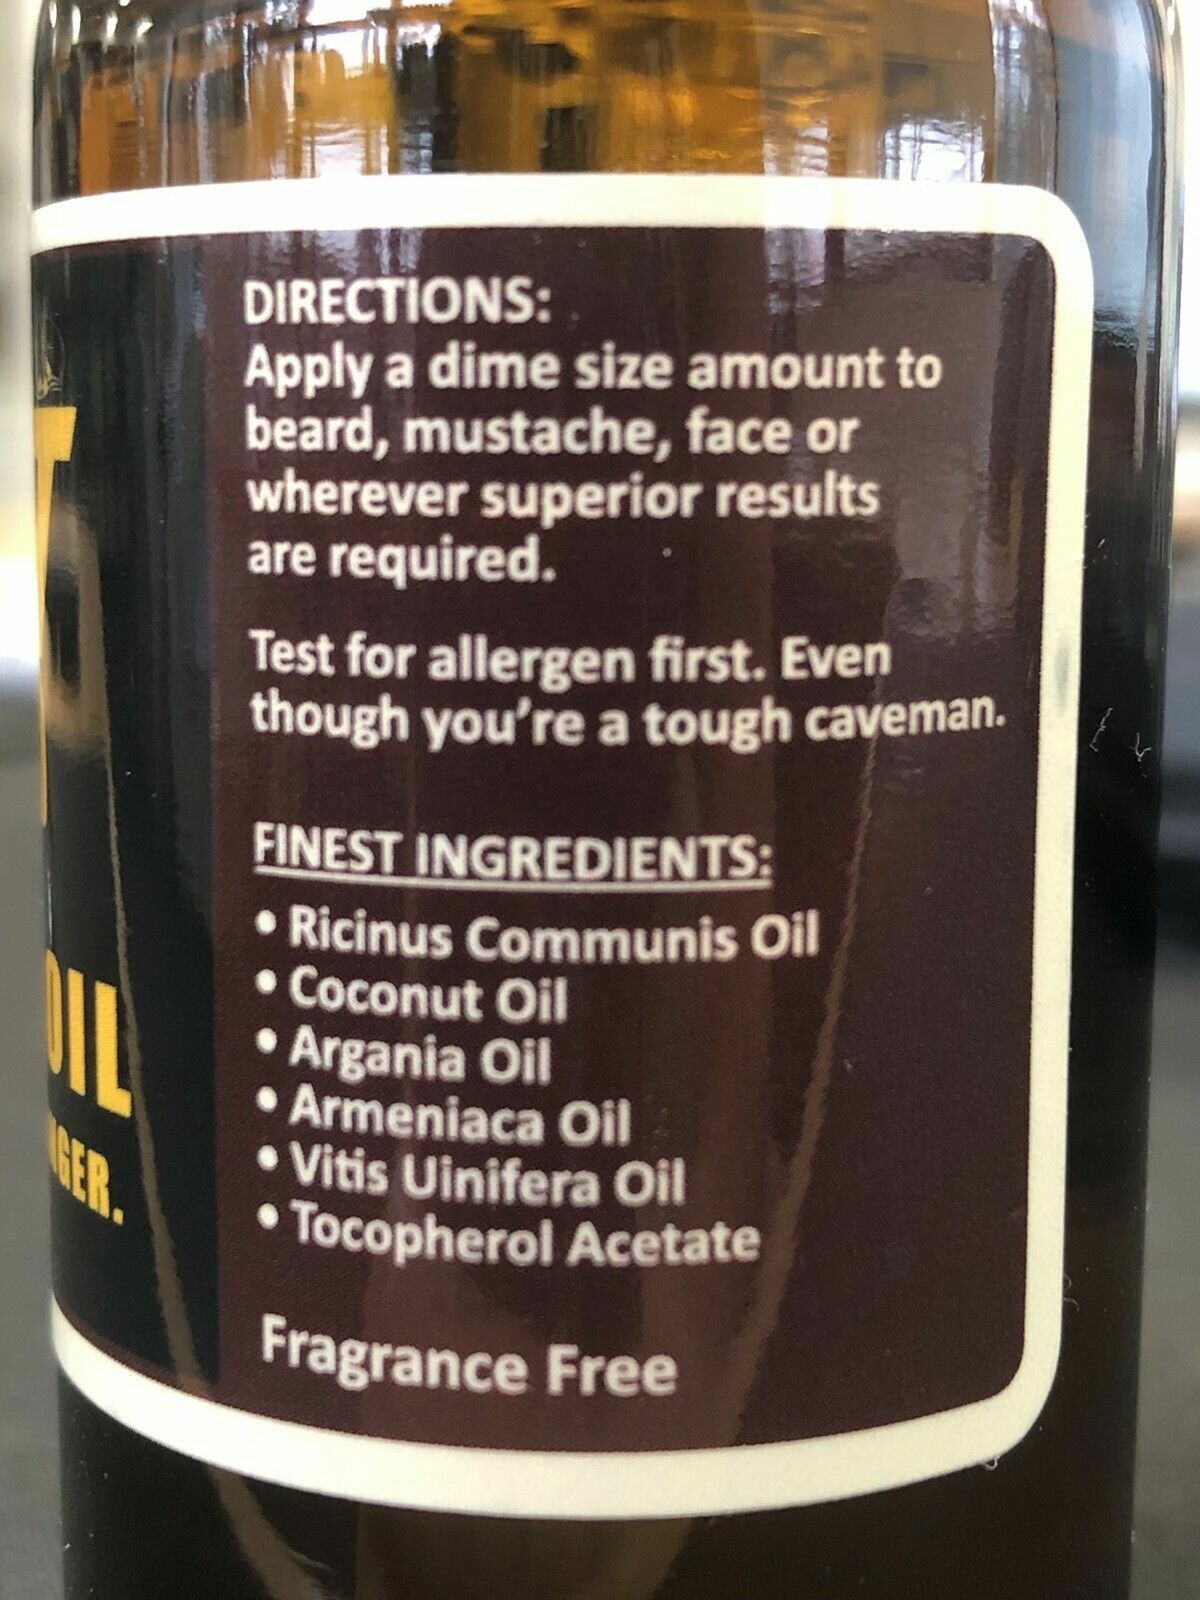 DIRECTIONS:
Apply a dime size amount to
beard, mustache, face or
wherever superior results
are required.
Test for allergen first. Even
though you're a tough caveman.
FINEST INGREDIENTS:
• Ricinus Communis Oil
• Coconut Oil
• Argania Oil
• Armeniaca Oil
• Vitis Uinifera Oil
• Tocopherol Acetate
Fragrance Free
OIL